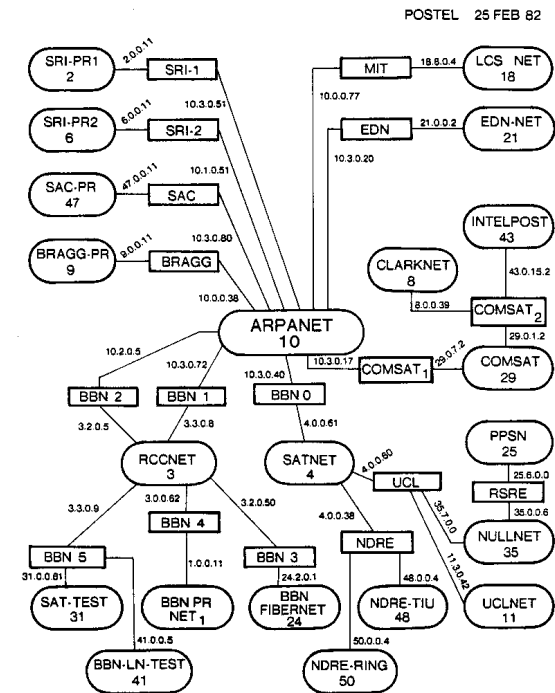 POSTEL 25 FEB 82
SRI-PR1
2
2.0.0.11
SRI-1
10.3.0.51
MIT
18.8.0.4
LCS NET
18
10.0.0.77
SRI-PR2
6
6.0.0.11
SRI-2
10.1.0.51
EDN
21.0.0.2
EDN-NET
21
10.3.0.20
SAC-PR
47
47.0.0.11
SAC
10.3.0.80
BRAGG-PR
9
9.0.0.11
BRAGG
10.0.0.38
INTELPOST
43
43.0.15.2
CLARKNET
8
8.0.0.39
COMSAT 2
29.0.1.2
ARPANET
10
10.3.0.17
COMSAT 1
29.0.7.2
COMSAT
29
10.2.0.5
10.3.0.72
10.3.0.40
BBN 2
BBN 1
BBN 0
3.2.0.5
3.3.0.8
4.0.0.61
RCCNET
3
SATNET
4
4.0.0.60
UCL
PPSN
25
25.6.0.0
RSRE
35.0.0.6
35.7.0.0
NULLNET
35
3.3.0.9
3.0.0.62
3.2.0.50
4.0.0.38
11.3.0.42
BBN 4
BBN 5
BBN 3
NDRE
31.0.0.61
1.0.0.11
24.2.0.1
48.0.0.4
SAT-TEST
31
BBN PR
NET 1
BBN
FIBERNET
24
NDRE-TIU
48
UCLNET
11
41.0.0.5
50.0.0.4
BBN-LN-TEST
41
NDRE-RING
50